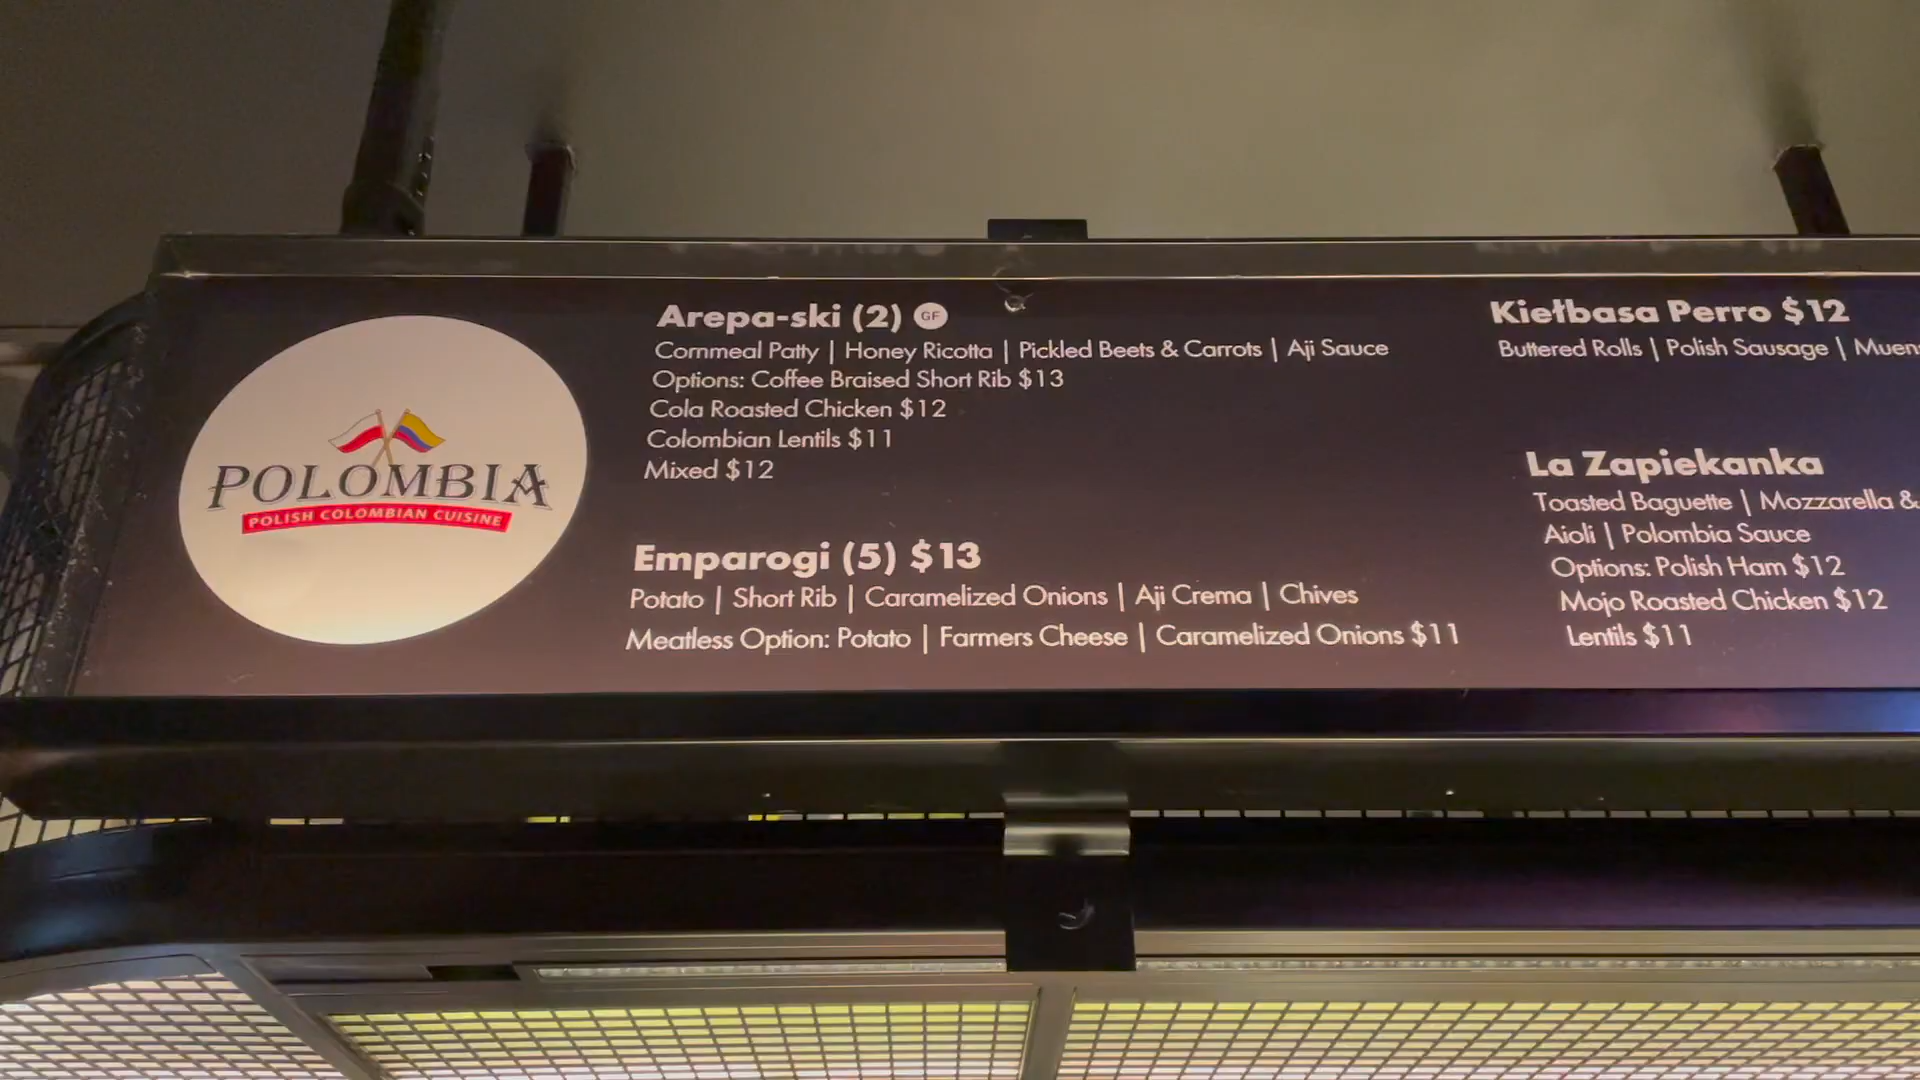 POLOMBIA
POLISH COLOMBIAN CUISINE
Arepa-ski (2) GF
Cornmeal Patty | Honey Ricotta | Pickled Beets & Carrots | Aji Sauce
Options: Coffee Braised Short Rib $13
Cola Roasted Chicken $12
Colombian Lentils $11
Mixed $12
Emparogi (5) $13
Potato | Short Rib | Caramelized Onions | Aji Crema | Chives
Meatless Option: Potato | Farmers Cheese | Caramelized Onions $11
Kiełbasa Perro $12
Buttered Rolls | Polish Sausage |
La Zapiekanka
Toasted Baguette | Mozzarella &
Aioli | Polombia Sauce
Options: Polish Ham $12
Mojo Roasted Chicken $12
Lentils $11